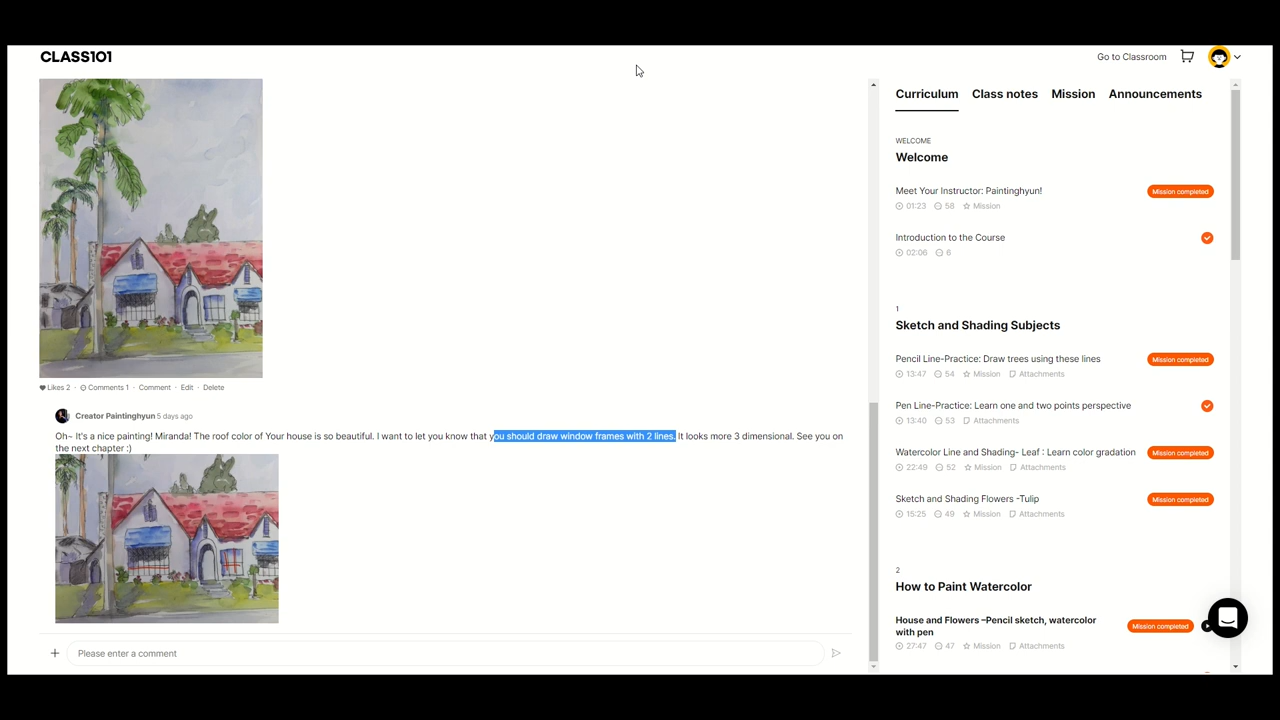 CLASS101
Go to Classroom
Likes 2 · Comments 1 · Comment · Edit · Delete
Creator Paintinghyun 5 days ago
Oh~ It's a nice painting! Miranda! The roof color of Your house is so beautiful. I want to let you know that you should draw window frames with 2 lines. It looks more 3 dimensional. See you on
the next chapter :)
Please enter a comment
Curriculum Class notes Mission Announcements
WELCOME
Welcome
Meet Your Instructor: Paintinghyun! Mission completed
01:23 58 Mission
Introduction to the Course
02:06 6
1
Sketch and Shading Subjects
Pencil Line-Practice: Draw trees using these lines Mission completed
13:47 54 Mission Attachments
Pen Line-Practice: Learn one and two points perspective
13:40 53 Attachments
Watercolor Line and Shading- Leaf : Learn color gradation Mission completed
22:49 52 Mission Attachments
Sketch and Shading Flowers -Tulip Mission completed
15:25 49 Mission Attachments
2
How to Paint Watercolor
House and Flowers –Pencil sketch, watercolor
with pen Mission completed
27:47 47 Mission Attachments